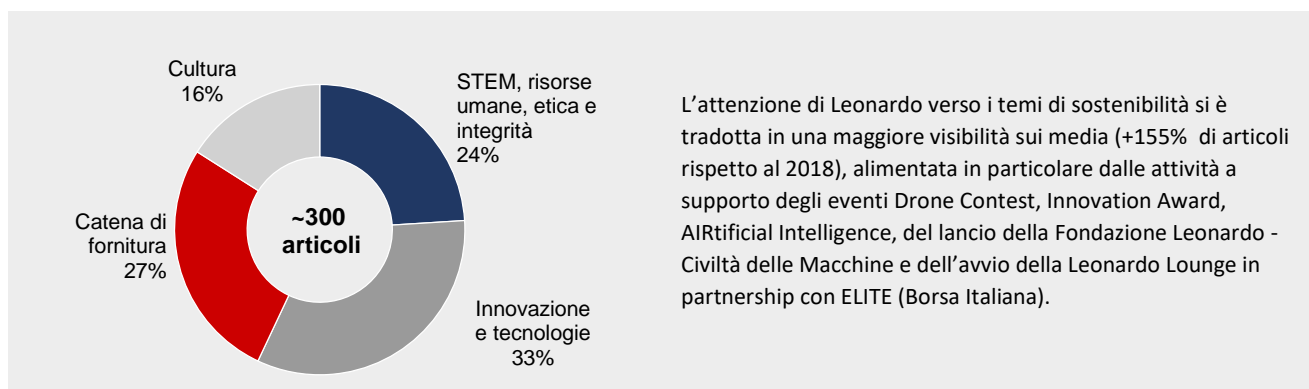 Cultura
16%
STEM, risorse
umane, etica e
integrità
24%
Catena di
fornitura
27%
~300
articoli
Innovazione
e tecnologie
33%
L’attenzione di Leonardo verso i temi di sostenibilità si è
tradotta in una maggiore visibilità sui media (+155% di articoli
rispetto al 2018), alimentata in particolare dalle attività a
supporto degli eventi Drone Contest, Innovation Award,
AIRtificial Intelligence, del lancio della Fondazione Leonardo -
Civiltà delle Macchine e dell’avvio della Leonardo Lounge in
partnership con ELITE (Borsa Italiana).